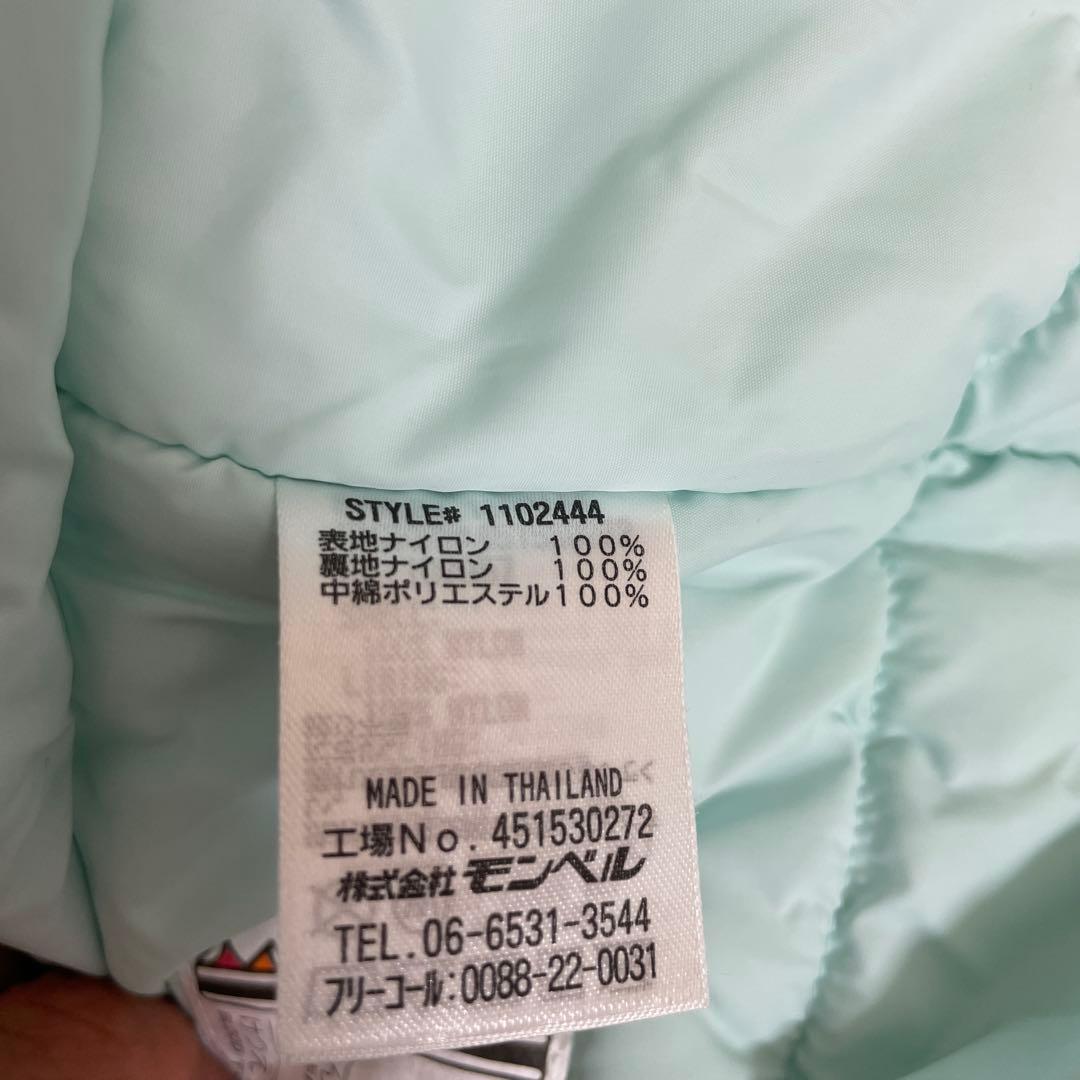 STYLE# 1102444
表地ナイロン 100%
裏地ナイロン 100%
中綿ポリエステル100%
MADE IN THAILAND
工場No. 451530272
株式会社モンベル
TEL.06-6531-3544
フリーコール:0088-22-0031